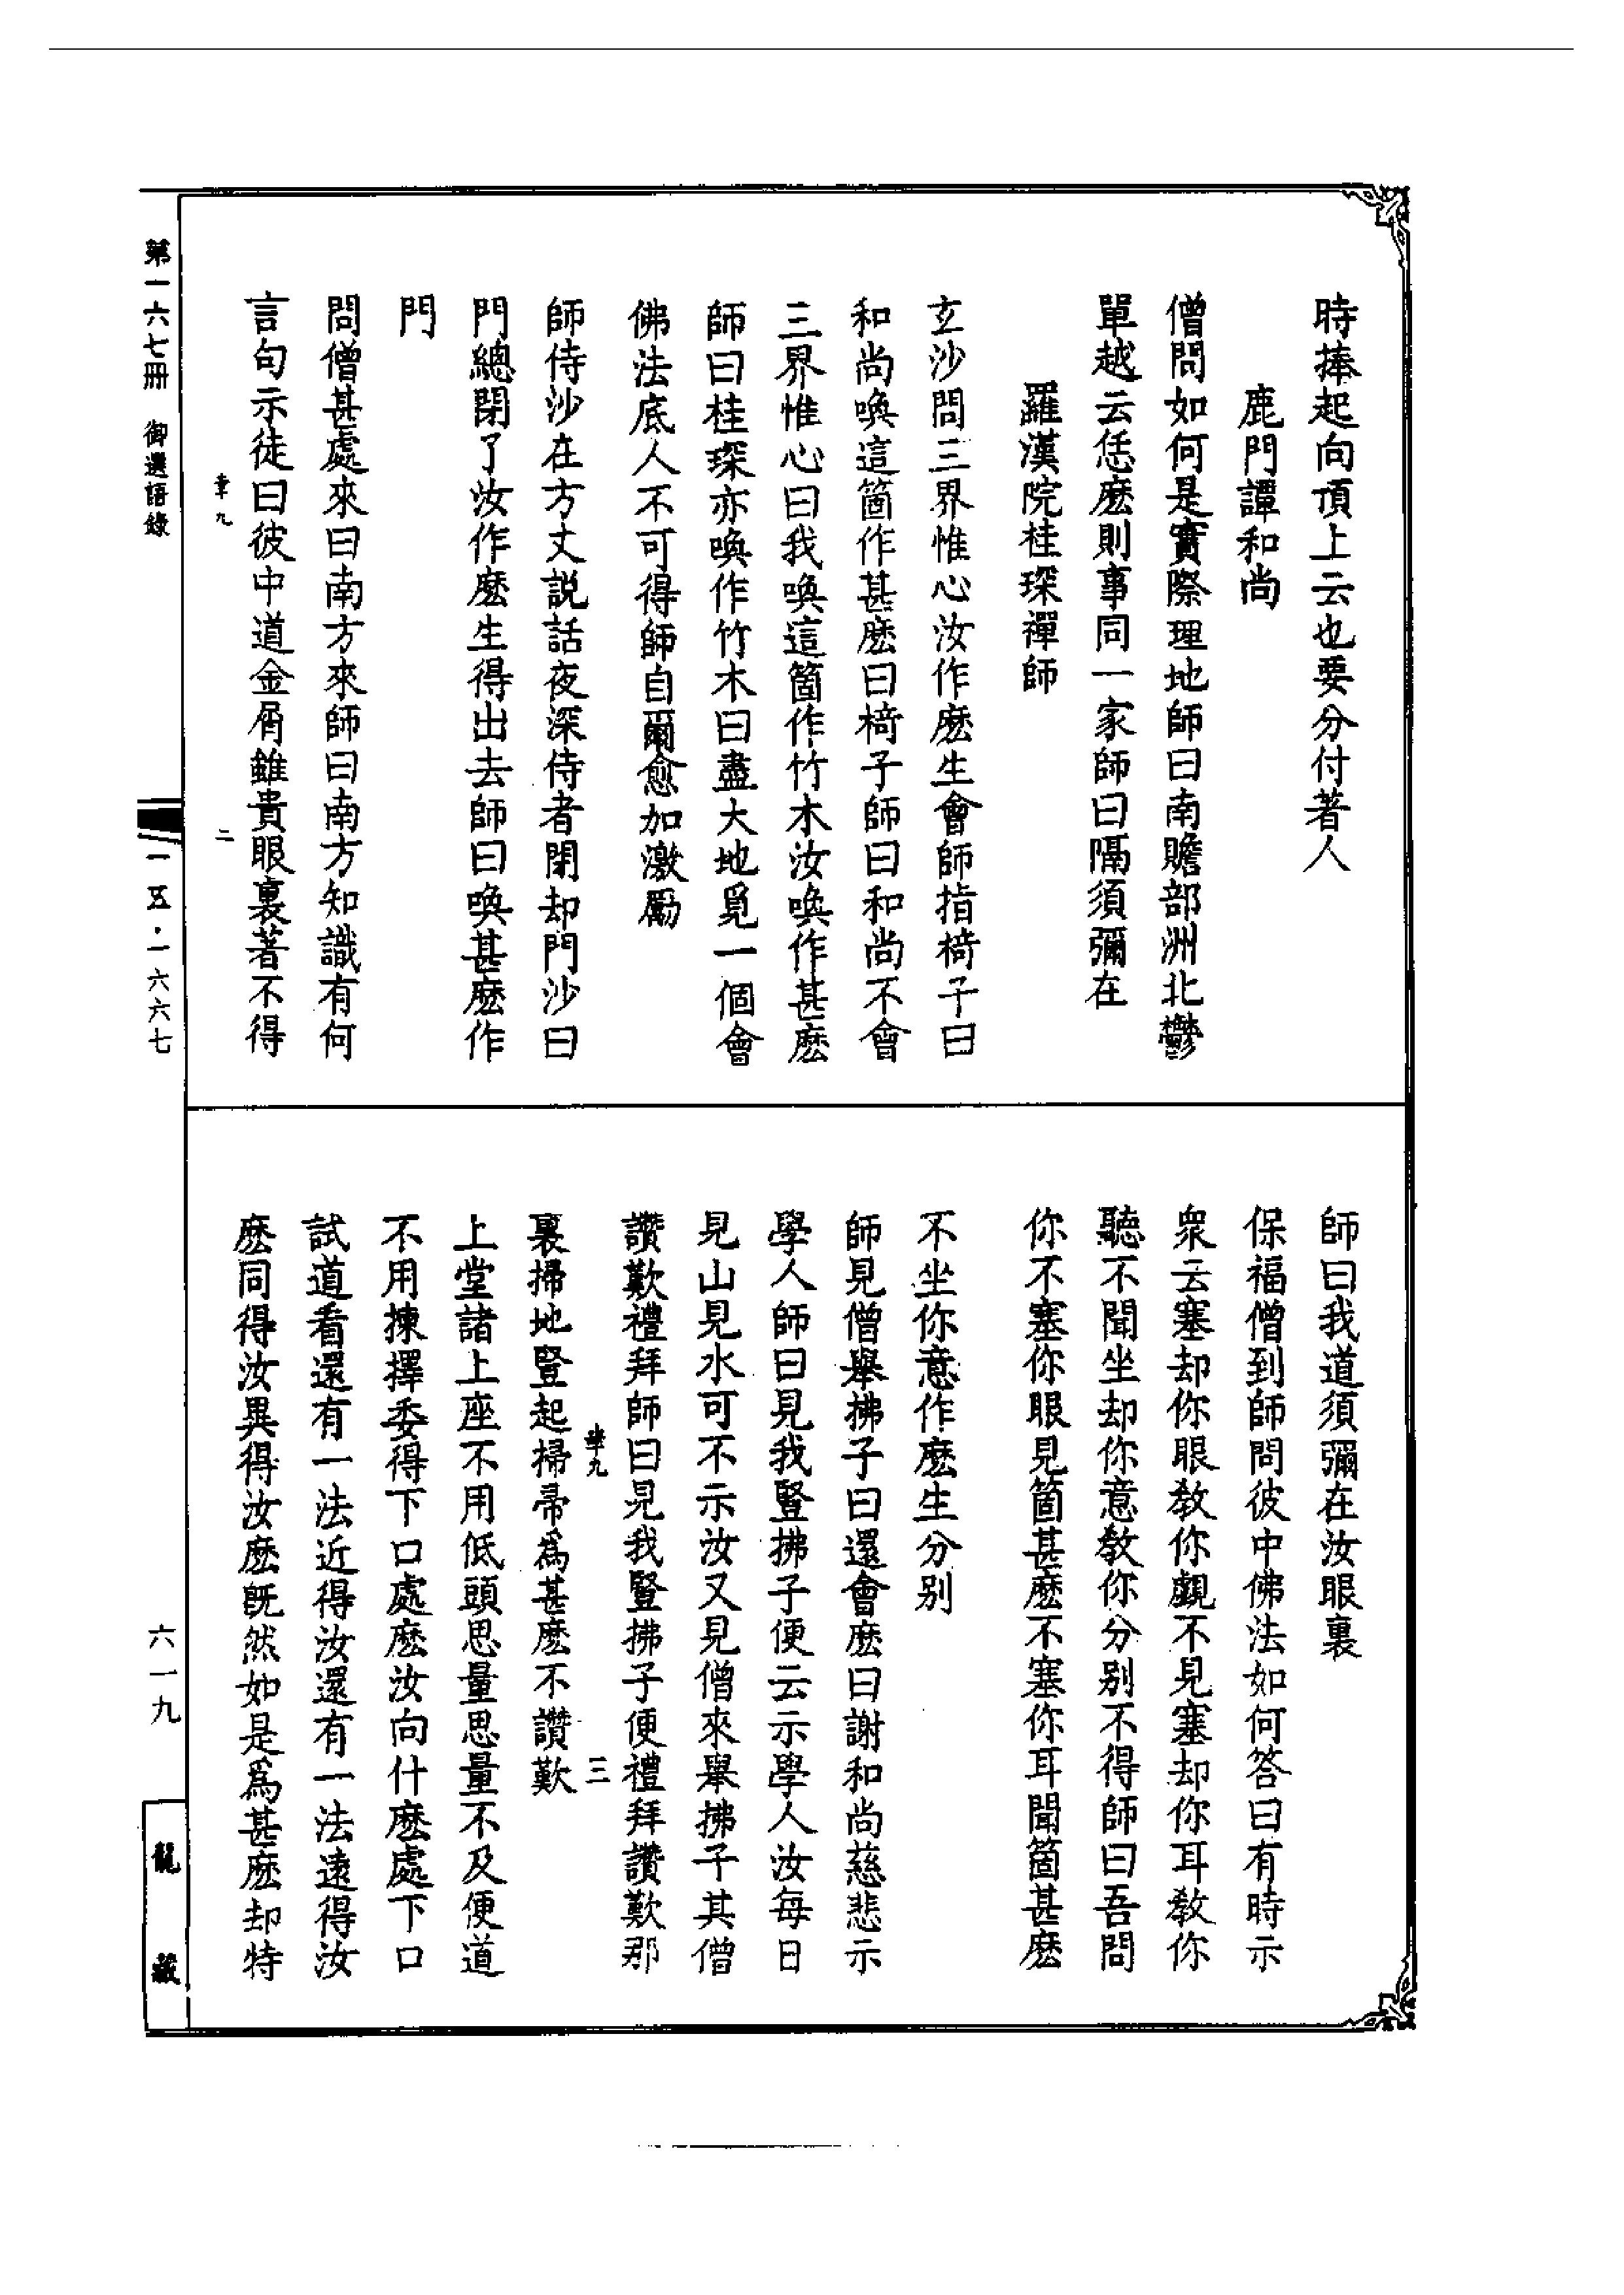 時捧起向頂上云也要分付著人
鹿門譚和尚
僧問如何是實際理地師曰南贍部洲北鬱
單越云恁麽則事同一家師曰隔須彌在
羅漢院桂琛禪師
玄沙問三界惟心汝作麽生會師指椅子曰
和尚喚這箇作甚麽曰椅子師曰和尚不會
三界惟心曰我喚這箇作竹木汝喚作甚麽
師曰桂琛亦喚作竹木曰盡大地覓一個會
佛法底人不可得師自爾愈加激勵
師侍沙在方丈説話夜深侍者閉却門沙曰
門總閉了汝作麽生得出去師曰喚甚麽作
門
問僧甚處來曰南方來師曰南方知識有何
言句示徒曰彼中道金屑雖貴眼裏著不得
九 二
師曰我道須彌在汝眼裏
保福僧到師問彼中佛法如何答曰有時示
衆云塞却你眼教你覷不見塞却你耳教你
聽不聞坐却你意教你分别不得師曰吾問
你不塞你眼見箇甚麽不塞你耳聞箇甚麽
不坐你意作麽生分别
師見僧舉拂子曰還會麽曰謝和尚慈悲示
學人師曰見我豎拂子便云示學人汝每日
見山見水可不示汝又見僧來舉拂子其僧
讚歎禮拜師曰見我豎拂子便禮拜讚歎那
九 三
裏掃地豎起掃帚爲甚麽不讚歎
上堂諸上座不用低頭思量思量不及便道
不用揀擇委得下口處麽汝向什麽處下口
試道看還有一法近得汝還有一法遠得汝
麽同得汝異得汝麽旣然如是爲甚麽却特
第一六七冊 御選語錄
一五·一六六七
六一九
龍藏